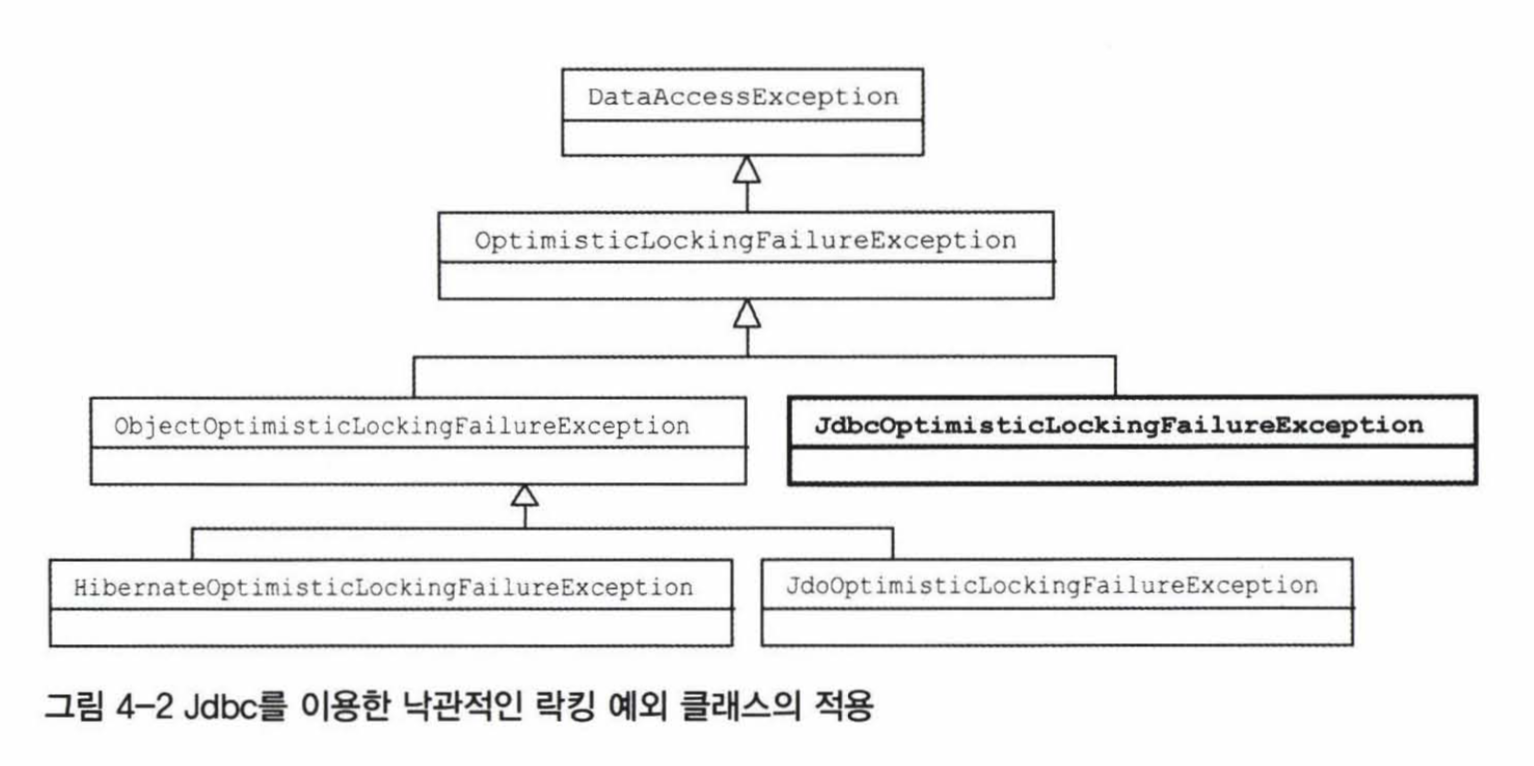 DataAccessException
OptimisticLockingFailureException
ObjectOptimisticLockingFailureException
JdbcOptimisticLockingFailureException
HibernateOptimisticLockingFailureException
JdoOptimisticLockingFailureException
그림 4-2 Jdbc를 이용한 낙관적인 락킹 예외 클래스의 적용